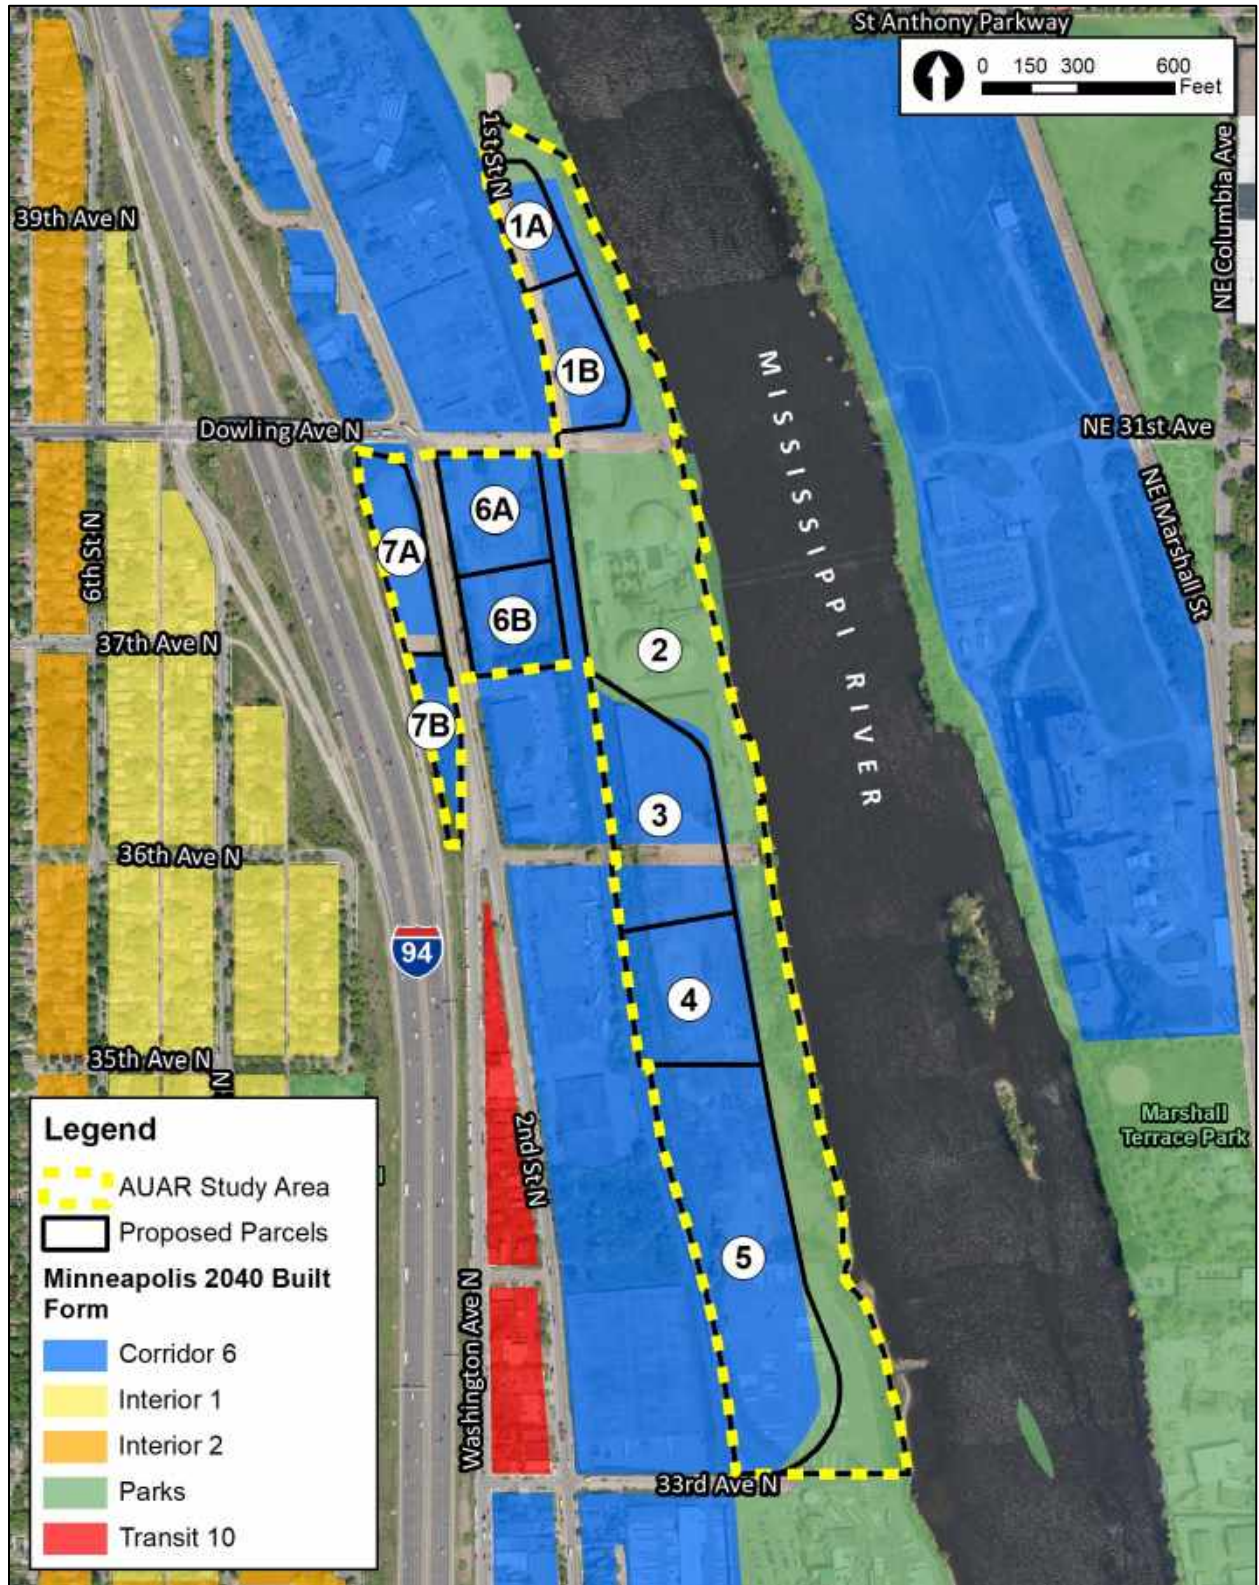 St Anthony Parkway
0 150 300 600
Feet
1st St N
NE Columbia Ave
39th Ave N
1A
1B
MISSISSIPPI RIVER
Dowling Ave N
NE 31st Ave
NE Marshall St
6A
7A
6th St N
6B
37th Ave N
2
7B
3
36th Ave N
94
4
35th Ave N
N
Marshall
Terrace Park
2nd St N
5
Washington Ave N
33rd Ave N
Legend
AUAR Study Area
Proposed Parcels
Minneapolis 2040 Built
Form
Corridor 6
Interior 1
Interior 2
Parks
Transit 10